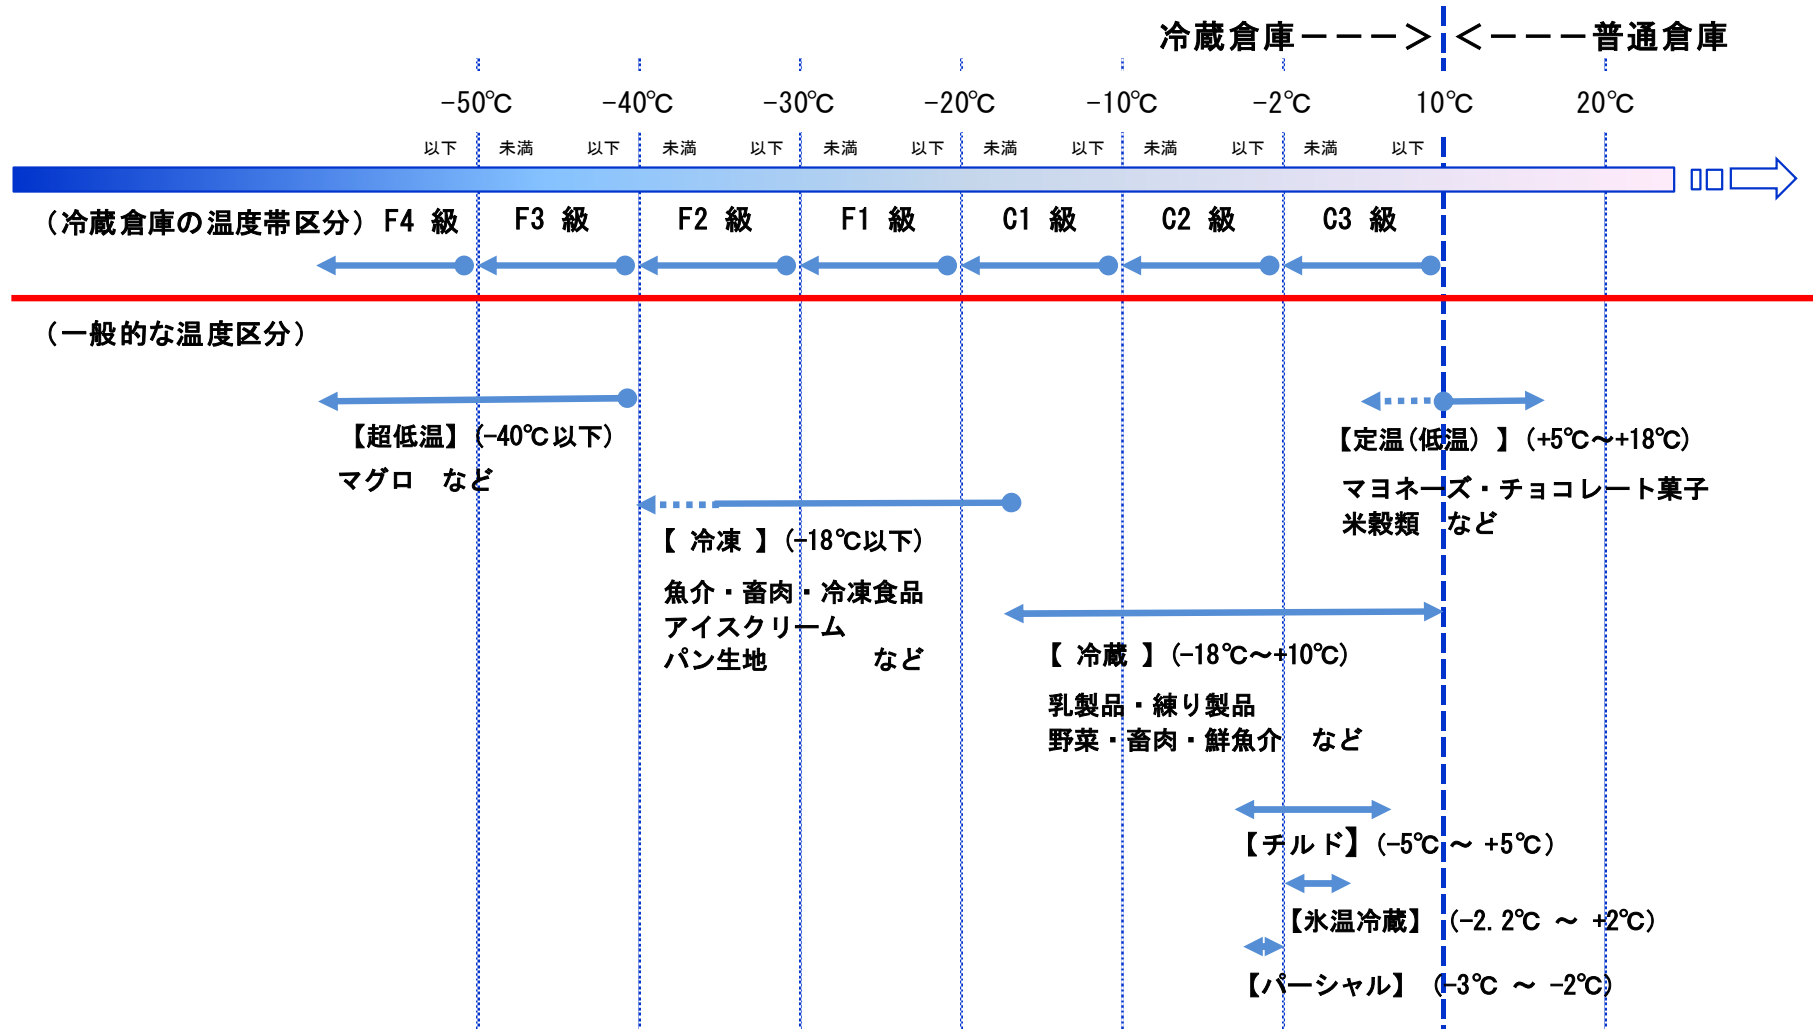 冷蔵倉庫－－－＞ ＜－－－普通倉庫
-50℃ -40℃ -30℃ -20℃ -10℃ -2℃ 10℃ 20℃
以下 未満 以下 未満 以下 未満 以下 未満 以下 未満 以下 未満 以下
（冷蔵倉庫の温度帯区分）F4 級 F3 級 F2 級 F1 級 C1 級 C2 級 C3 級
（一般的な温度区分）
【超低温】(-40℃以下)
マグロ　など
【定温(低温) 】(+5℃～+18℃)
マヨネーズ・チョコレート菓子
米穀類　など
【 冷凍 】(-18℃以下)
魚介・畜肉・冷凍食品
アイスクリーム
パン生地　　　　など
【 冷蔵 】(-18℃～+10℃)
乳製品・練り製品
野菜・畜肉・鮮魚介　など
【チルド】(-5℃ ～ +5℃)
【氷温冷蔵】 (-2.2℃ ～ +2℃)
【パーシャル】 (-3℃ ～ -2℃)